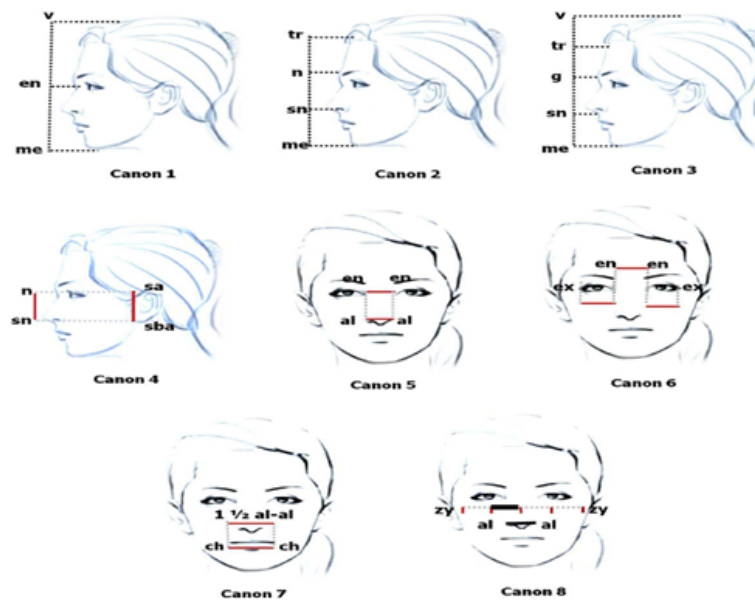 v
en
me
Canon 1
tr
n
sn
me
Canon 2
v
tr
g
sn
me
Canon 3
n
sn
sa
sba
Canon 4
en en
al al
Canon 5
en en
ex ex
Canon 6
1 ½ al-al
ch ch
Canon 7
zy zy
al al
Canon 8